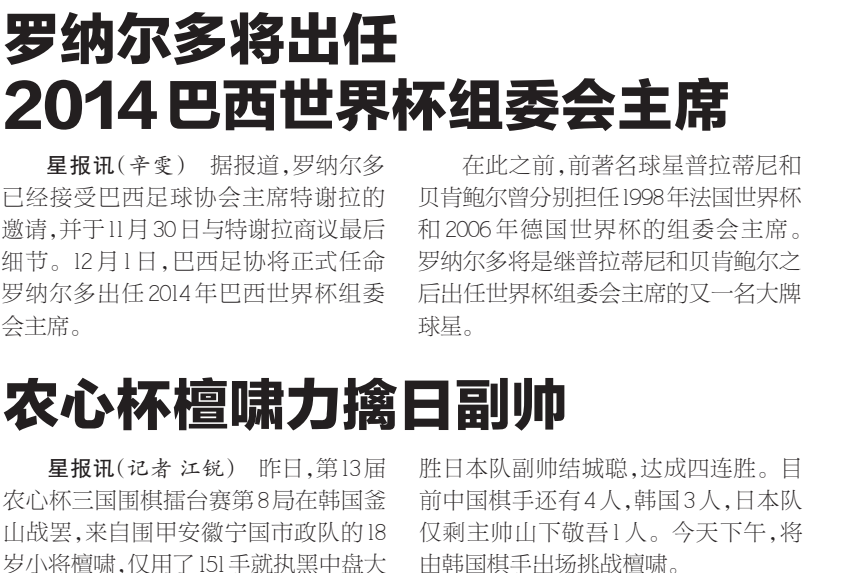 罗纳尔多将出任
2014巴西世界杯组委会主席
星报讯(辛雯) 据报道,罗纳尔多
已经接受巴西足球协会主席特谢拉的
邀请,并于11月30日与特谢拉商议最后
细节。12月1日,巴西足协将正式任命
罗纳尔多出任2014年巴西世界杯组委
会主席。
在此之前,前著名球星普拉蒂尼和
贝肯鲍尔曾分别担任1998年法国世界杯
和2006年德国世界杯的组委会主席。
罗纳尔多将是继普拉蒂尼和贝肯鲍尔之
后出任世界杯组委会主席的又一名大牌
球星。
农心杯檀啸力擒日副帅
星报讯(记者 江锐) 昨日,第13届
农心杯三国围棋擂台赛第8局在韩国釜
山战罢,来自围甲安徽宁国市政队的18
岁小将檀啸,仅用了151手就执黑中盘大
胜日本队副帅结城聪,达成四连胜。目
前中国棋手还有4人,韩国3人,日本队
仅剩主帅山下敬吾1人。今天下午,将
由韩国棋手出场挑战檀啸。